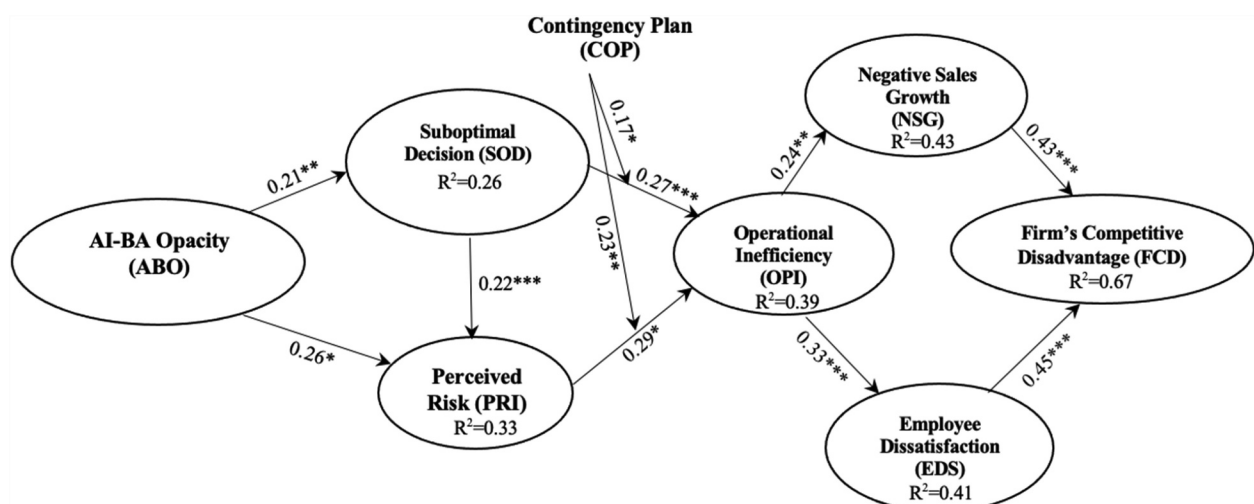 Contingency Plan
(COP)
Negative Sales
Growth
(NSG)
R²=0.43
Suboptimal
Decision (SOD)
R²=0.26
0.17*
0.21**
0.27***
0.24**
0.43***
AI-BA Opacity
(ABO)
0.23**
Operational
Inefficiency
(OPI)
R²=0.39
Firm's Competitive
Disadvantage (FCD)
R²=0.67
0.22***
0.26*
0.29*
0.33***
0.45***
Perceived
Risk (PRI)
R²=0.33
Employee
Dissatisfaction
(EDS)
R²=0.41